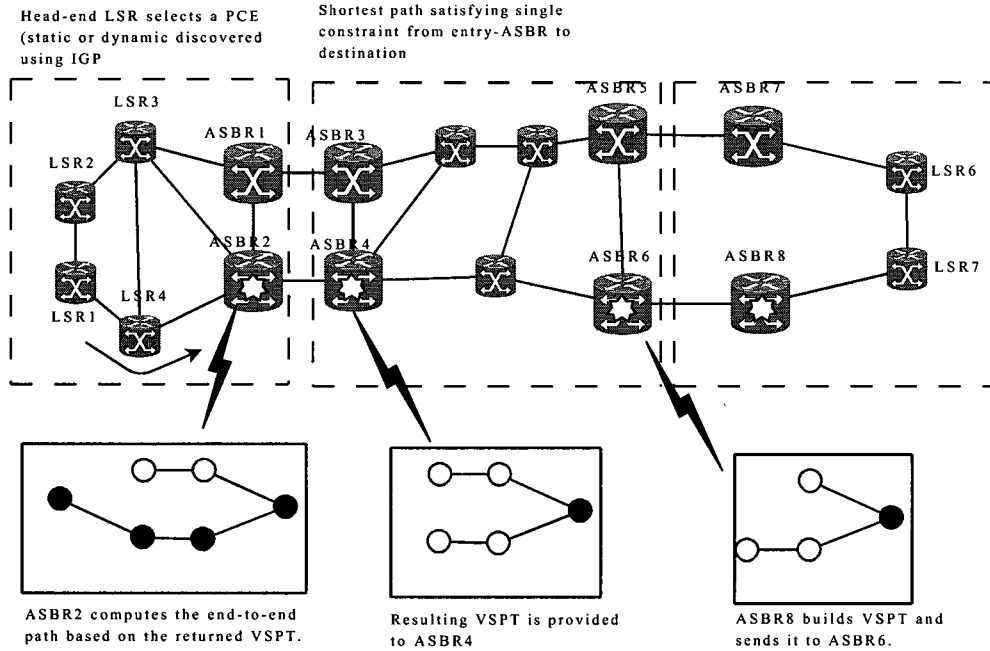 Head-end LSR selects a PCE
(static or dynamic discovered
using IGP
Shortest path satisfying single
constraint from entry-ASBR to
destination
LSR3
ASBR1
ASBR3
ASBR5
ASBR7
LSR2
LSR6
ASBR2
ASBR4
ASBR6
ASBR8
LSR7
LSR1
LSR4
ASBR2 computes the end-to-end
path based on the returned VSPT.
Resulting VSPT is provided
to ASBR4
ASBR8 builds VSPT and
sends it to ASBR6.